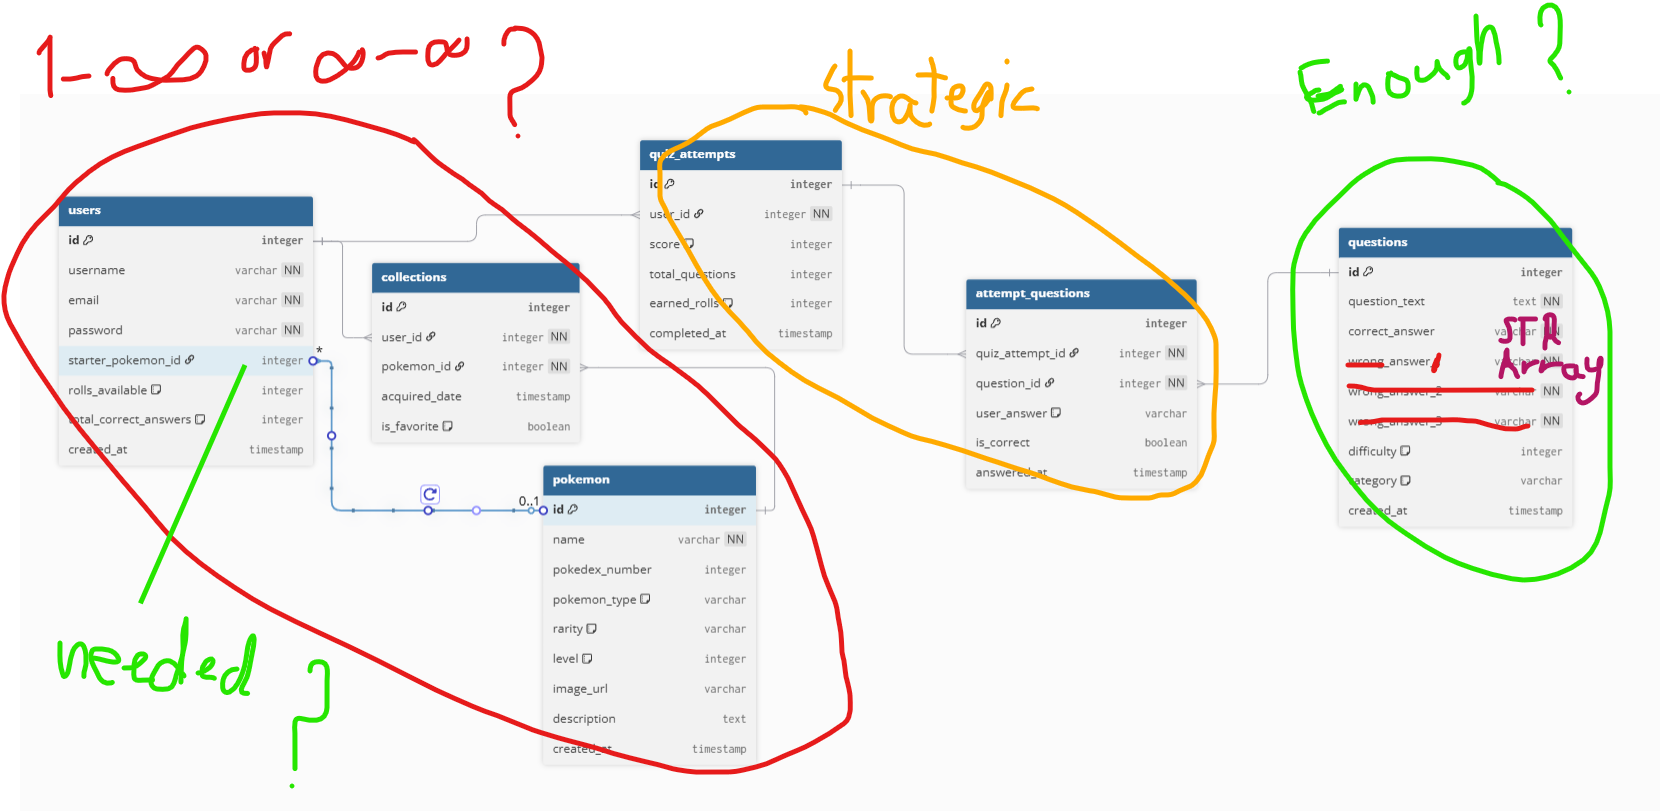 1-∞ or ∞-∞ ?
strategic
Enough ?
quiz_attempts
id integer
user_id integer NN
score integer
total_questions integer
earned_rolls integer
completed_at timestamp
users
id integer
username varchar NN
email varchar NN
password varchar NN
starter_pokemon_id integer
rolls_available integer
total_correct_answers integer
created_at timestamp
*
0..1
collections
id integer
user_id integer NN
pokemon_id integer NN
acquired_date timestamp
is_favorite boolean
pokemon
id integer
name varchar NN
pokedex_number integer
pokemon_type varchar
rarity varchar
level integer
image_url varchar
description text
created_at timestamp
attempt_questions
id integer
quiz_attempt_id integer NN
question_id integer NN
user_answer varchar
is_correct boolean
answered_at timestamp
questions
id integer
question_text text NN
correct_answer varchar NN
wrong_answer_1 varchar NN
wrong_answer_2 varchar NN
wrong_answer_3 varchar NN
difficulty integer
category varchar
created_at timestamp
STR
Array
needed
?